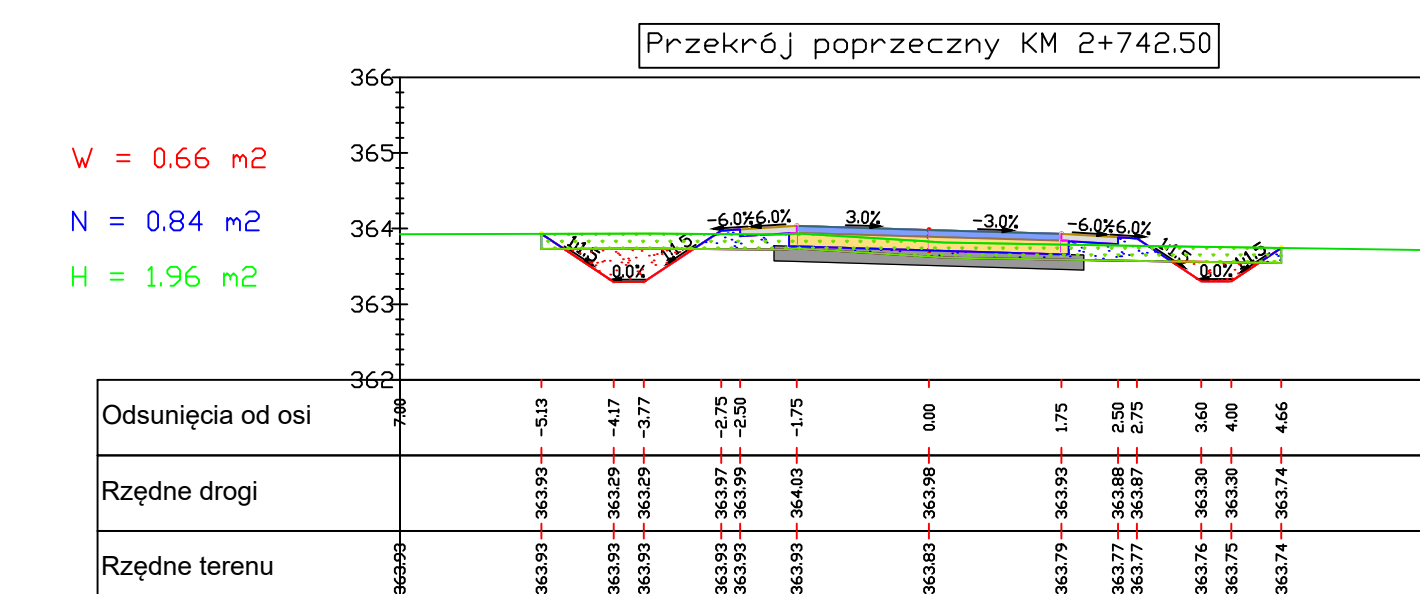 Przekrój poprzeczny KM 2+742.50
366
365
364
363
362
W = 0.66 m2
N = 0.84 m2
H = 1.96 m2
-6.0% -6.0% 3.0% -3.0% -6.0% -6.0%
1:1.5 0.0% 1:1.5 1:1.5 0.0% 1:1.5
Odsunięcia od osi 7.00 -5.13 -4.17 -3.77 -2.75 -2.50 -1.75 0.00 1.75 2.50 2.75 3.60 4.00 4.66
Rzędne drogi 363.93 363.29 363.29 363.97 363.99 364.03 363.98 363.93 363.88 363.87 363.30 363.30 363.74
Rzędne terenu 363.93 363.93 363.93 363.93 363.93 363.93 363.93 363.83 363.79 363.77 363.77 363.76 363.75 363.74